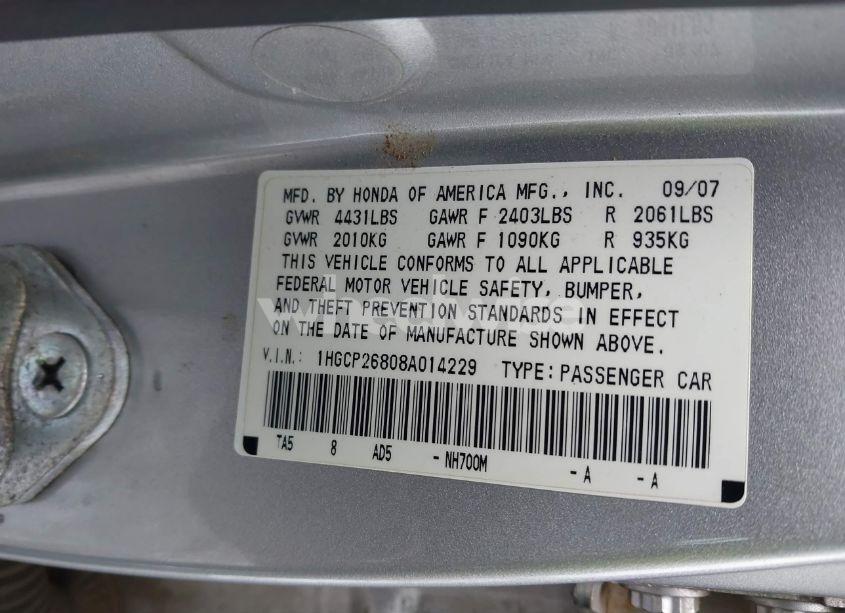 MFD. BY HONDA OF AMERICA MFG., INC. 09/07
GVWR 4431LBS GAWR F 2403LBS R 2061LBS
GVWR 2010KG GAWR F 1090KG R 935KG
THIS VEHICLE CONFORMS TO ALL APPLICABLE
FEDERAL MOTOR VEHICLE SAFETY, BUMPER,
AND THEFT PREVENTION STANDARDS IN EFFECT
ON THE DATE OF MANUFACTURE SHOWN ABOVE.
V.I.N.: 1HGCP26808A014229 TYPE: PASSENGER CAR
TA5 8 AD5 - NH700M - A - A